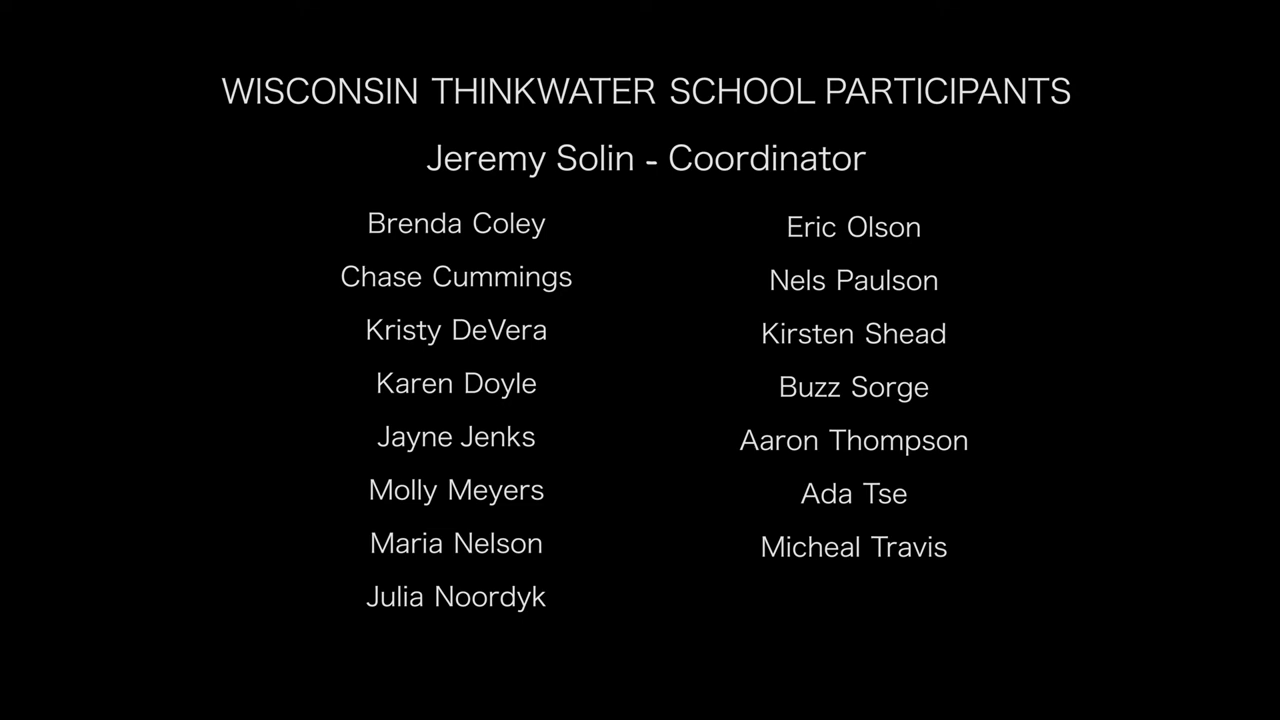 WISCONSIN THINKWATER SCHOOL PARTICIPANTS
Jeremy Solin - Coordinator
Brenda Coley
Chase Cummings
Kristy DeVera
Karen Doyle
Jayne Jenks
Molly Meyers
Maria Nelson
Julia Noordyk
Eric Olson
Nels Paulson
Kirsten Shead
Buzz Sorge
Aaron Thompson
Ada Tse
Micheal Travis